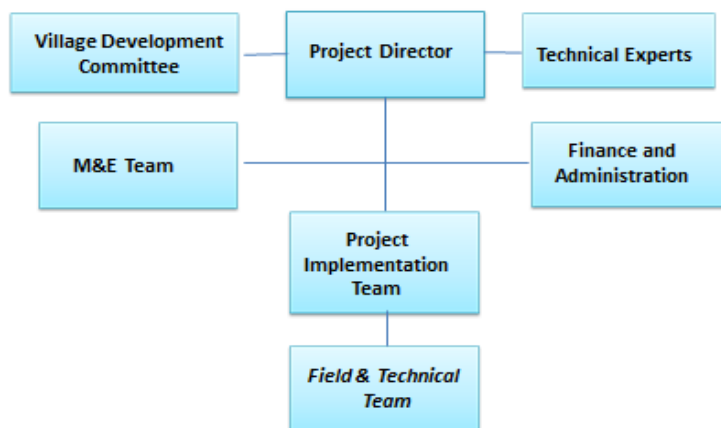 Village Development
Committee
Project Director
Technical Experts
M&E Team
Finance and
Administration
Project
Implementation
Team
Field & Technical
Team